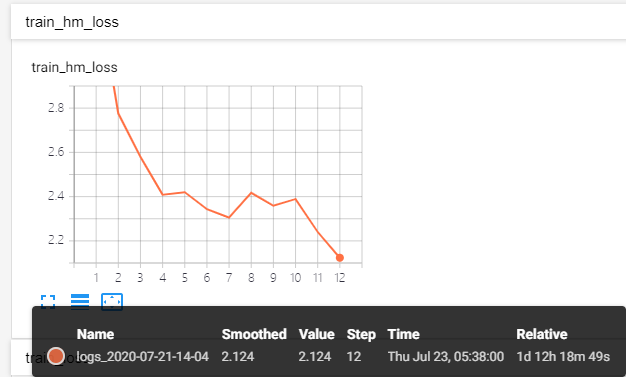 train_hm_loss
train_hm_loss
2.8
2.6
2.4
2.2
1 2 3 4 5 6 7 8 9 10 11 12
Name Smoothed Value Step Time Relative
logs_2020-07-21-14-04 2.124 2.124 12 Thu Jul 23, 05:38:00 1d 12h 18m 49s